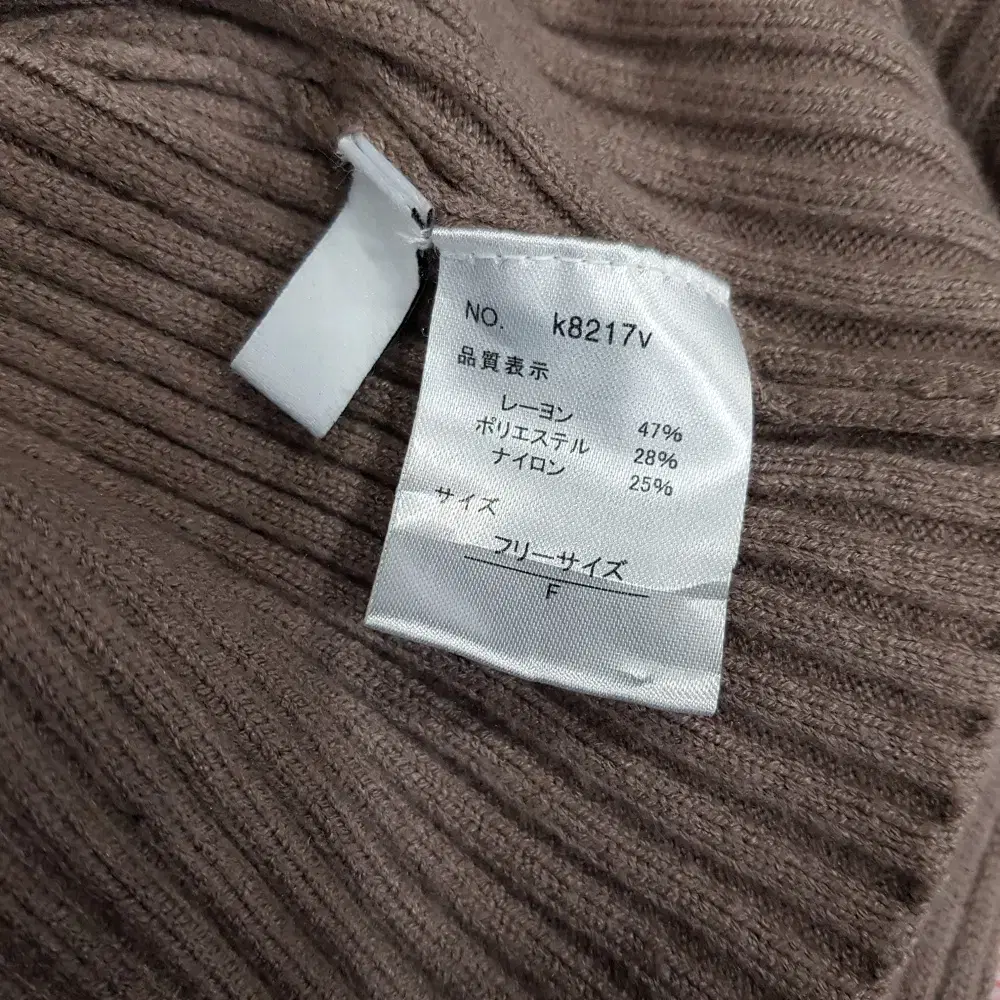 NO. k8217v
品質表示
レーヨン 47%
ポリエステル 28%
ナイロン 25%
サイズ
フリーサイズ
F